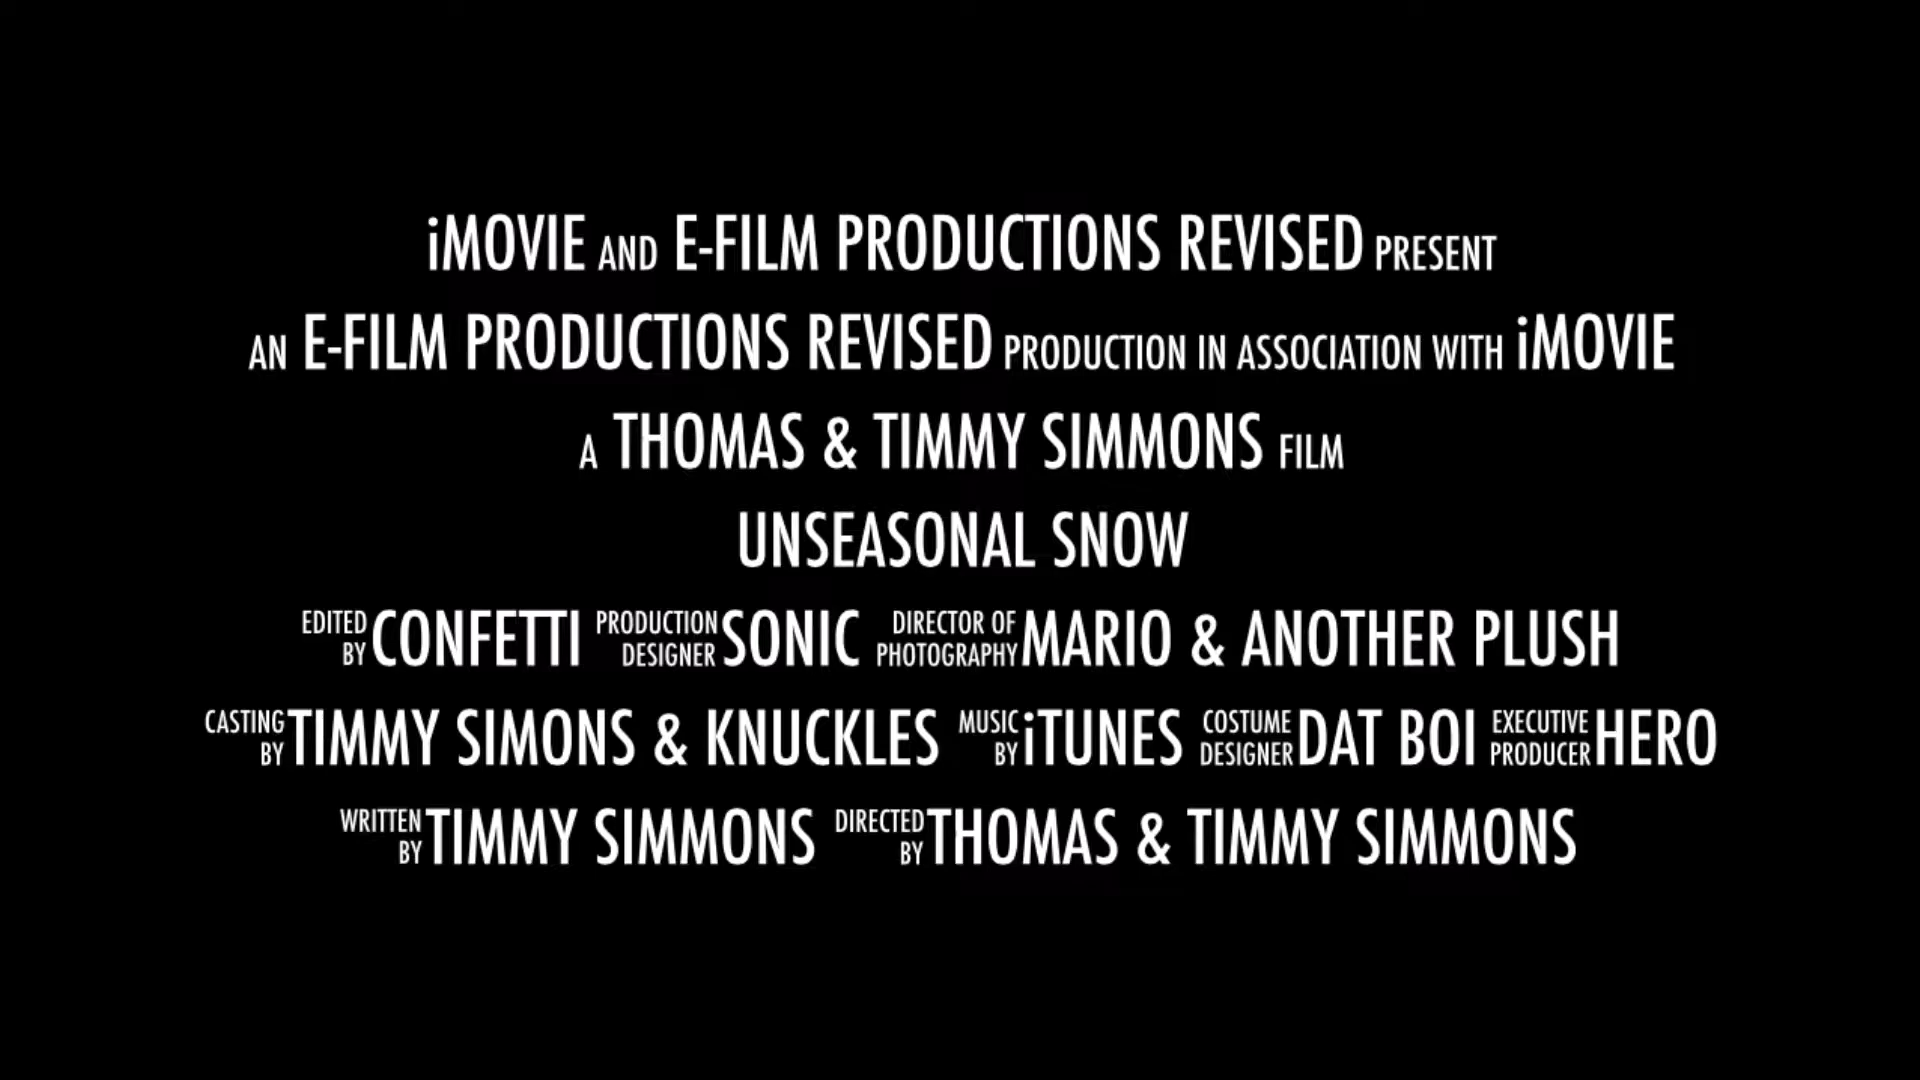 iMOVIE AND E-FILM PRODUCTIONS REVISED PRESENT
AN E-FILM PRODUCTIONS REVISED PRODUCTION IN ASSOCIATION WITH iMOVIE
A THOMAS & TIMMY SIMMONS FILM
UNSEASONAL SNOW
EDITED BY CONFETTI PRODUCTION DESIGNER SONIC DIRECTOR OF PHOTOGRAPHY MARIO & ANOTHER PLUSH
CASTING BY TIMMY SIMONS & KNUCKLES MUSIC BY iTUNES COSTUME DESIGNER DAT BOI EXECUTIVE PRODUCER HERO
WRITTEN BY TIMMY SIMMONS DIRECTED BY THOMAS & TIMMY SIMMONS